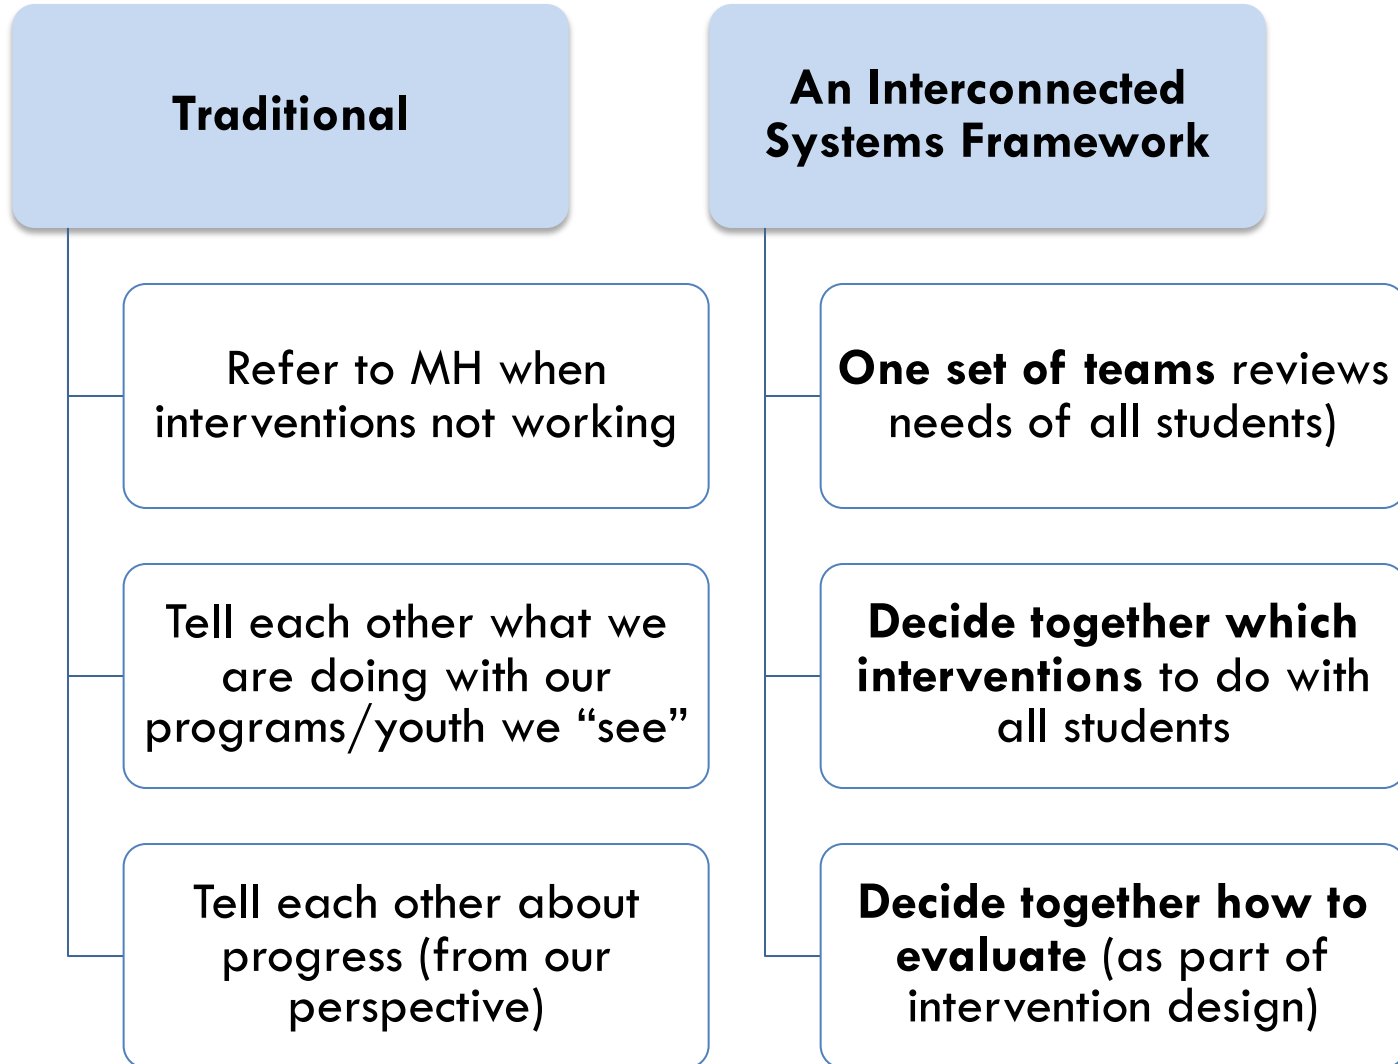 Traditional
Refer to MH when
interventions not working
Tell each other what we
are doing with our
programs/youth we “see”
Tell each other about
progress (from our
perspective)
An Interconnected
Systems Framework
One set of teams reviews
needs of all students)
Decide together which
interventions to do with
all students
Decide together how to
evaluate (as part of
intervention design)